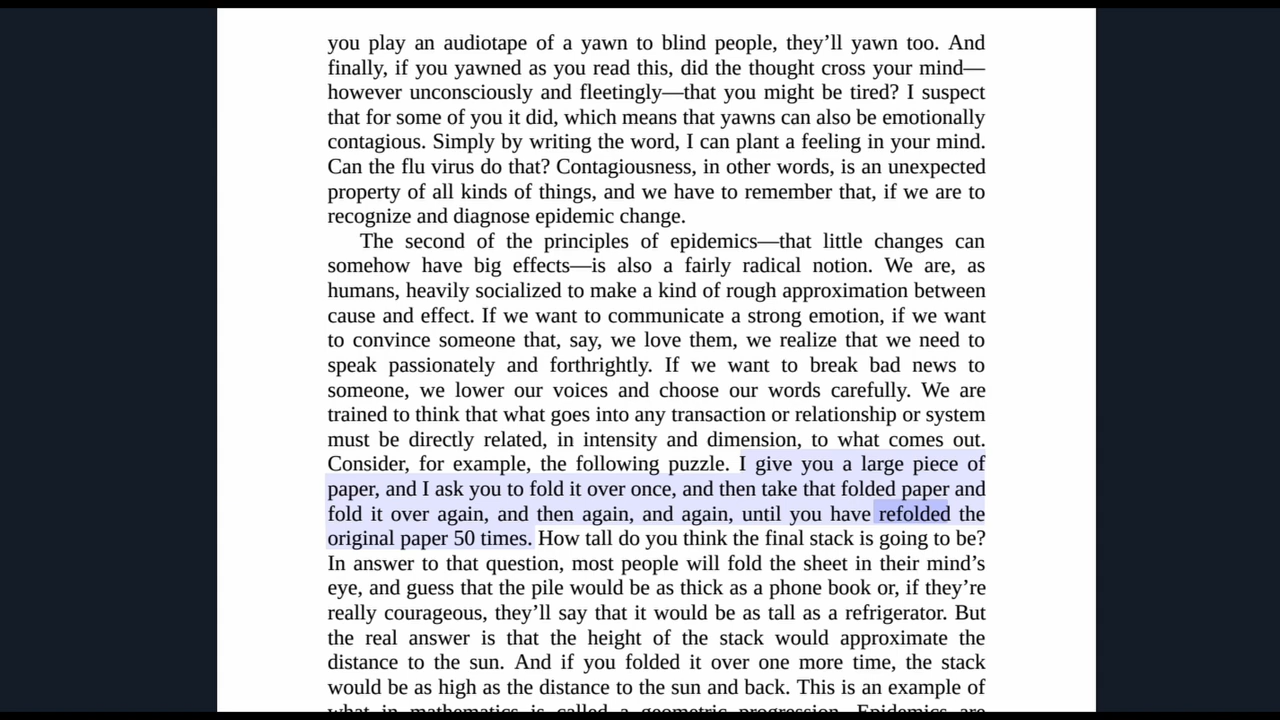 you play an audiotape of a yawn to blind people, they’ll yawn too. And
finally, if you yawned as you read this, did the thought cross your mind—
however unconsciously and fleetingly—that you might be tired? I suspect
that for some of you it did, which means that yawns can also be emotionally
contagious. Simply by writing the word, I can plant a feeling in your mind.
Can the flu virus do that? Contagiousness, in other words, is an unexpected
property of all kinds of things, and we have to remember that, if we are to
recognize and diagnose epidemic change.
The second of the principles of epidemics—that little changes can
somehow have big effects—is also a fairly radical notion. We are, as
humans, heavily socialized to make a kind of rough approximation between
cause and effect. If we want to communicate a strong emotion, if we want
to convince someone that, say, we love them, we realize that we need to
speak passionately and forthrightly. If we want to break bad news to
someone, we lower our voices and choose our words carefully. We are
trained to think that what goes into any transaction or relationship or system
must be directly related, in intensity and dimension, to what comes out.
Consider, for example, the following puzzle. I give you a large piece of
paper, and I ask you to fold it over once, and then take that folded paper and
fold it over again, and then again, and again, until you have refolded the
original paper 50 times. How tall do you think the final stack is going to be?
In answer to that question, most people will fold the sheet in their mind’s
eye, and guess that the pile would be as thick as a phone book or, if they’re
really courageous, they’ll say that it would be as tall as a refrigerator. But
the real answer is that the height of the stack would approximate the
distance to the sun. And if you folded it over one more time, the stack
would be as high as the distance to the sun and back. This is an example of
what in mathematics is called a geometric progression. Epidemics are